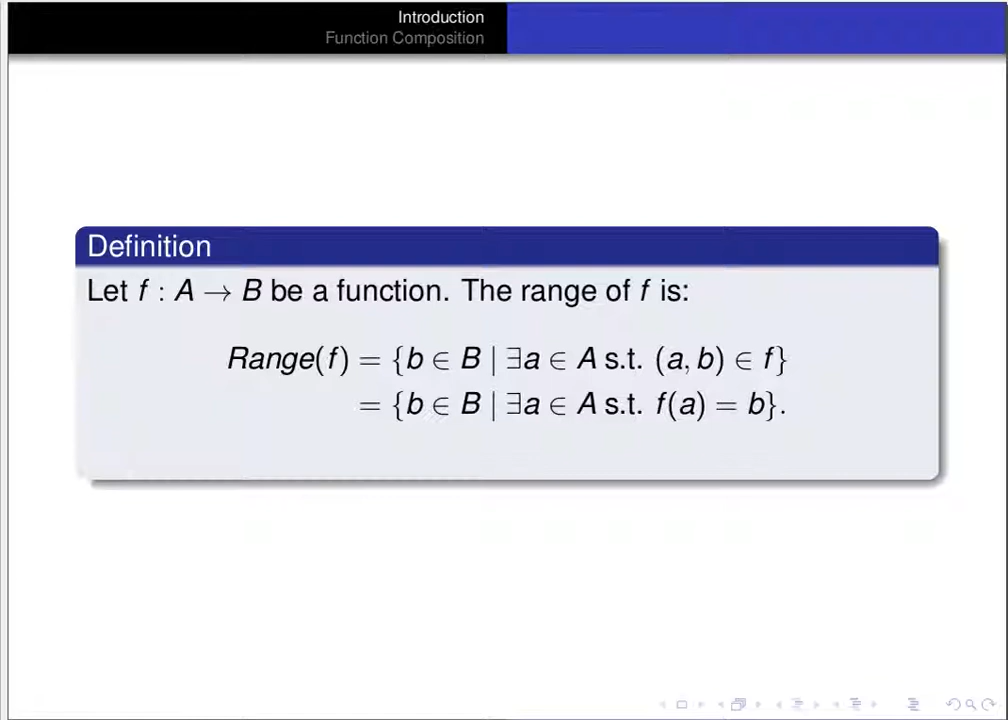 Introduction
Function Composition
Definition
Let f : A → B be a function. The range of f is:
Range(f) = {b ∈ B | ∃a ∈ A s.t. (a, b) ∈ f}
= {b ∈ B | ∃a ∈ A s.t. f(a) = b}.